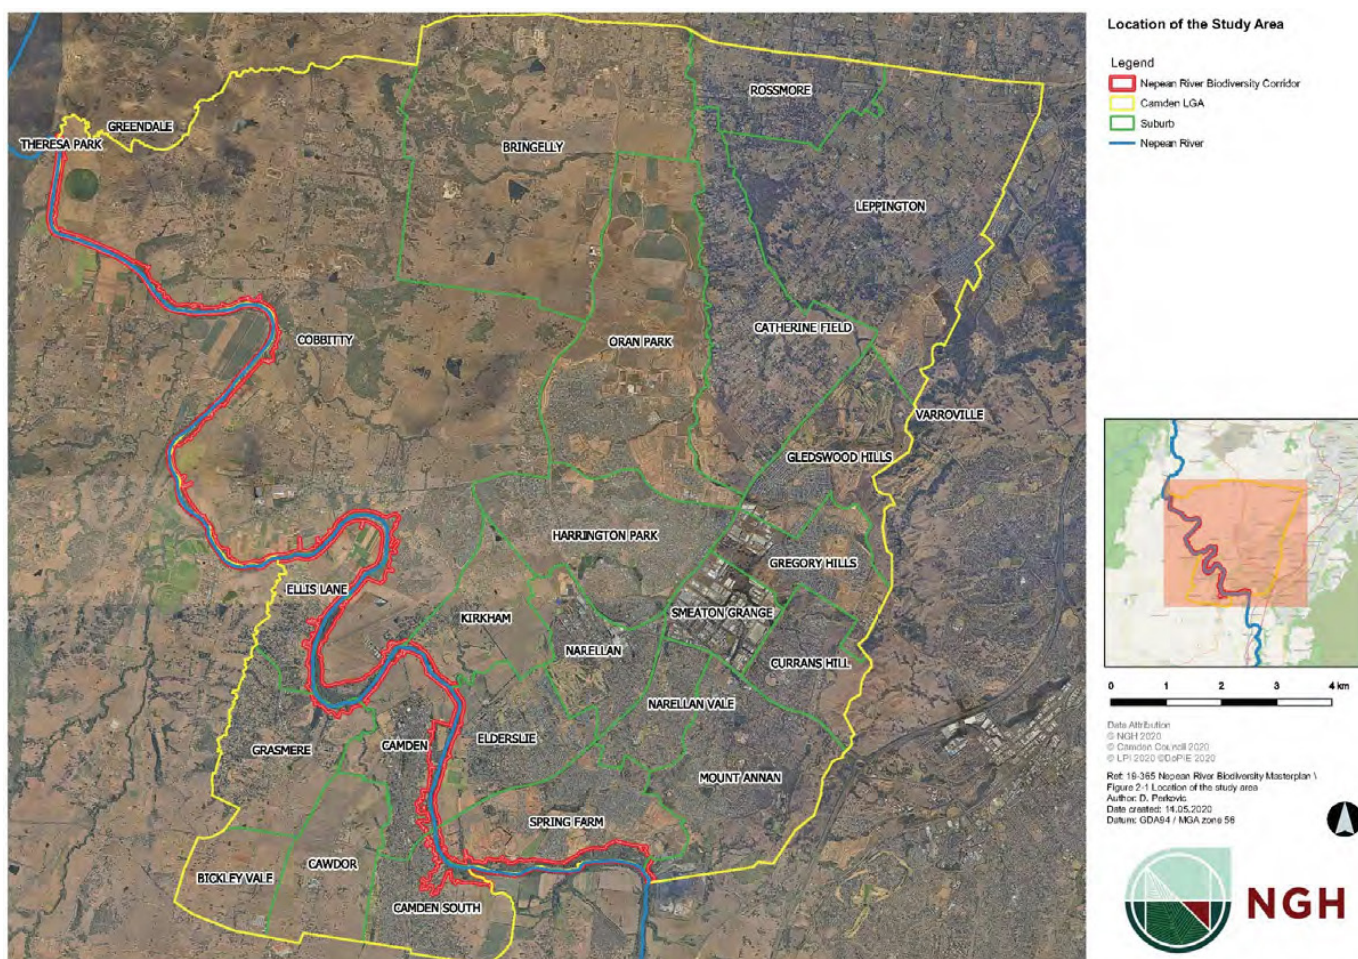 Location of the Study Area
Legend
Nepean River Biodiversity Corridor
Camden LGA
Suburb
Nepean River
ROSSMORE
GREENDALE
THERESA PARK
BRINGELLY
LEPPINGTON
COBBITTY
ORAN PARK
CATHERINE FIELD
VARROVILLE
GLEDSWOOD HILLS
HARRINGTON PARK
GREGORY HILLS
ELLIS LANE
KIRKHAM
SMEATON GRANGE
NARELLAN
CURRANS HILL
NARELLAN VALE
GRASMERE
CAMDEN
ELDERSLIE
MOUNT ANNAN
SPRING FARM
CAWDOR
BICKLEY VALE
CAMDEN SOUTH
0 1 2 3 4 km
Data Attribution
© NGH 2020
© Camden Council 2020
© LPI 2020 ©DoPIE 2020
Ref: 19-365 Nepean River Biodiversity Masterplan \
Figure 2-1 Location of the study area
Author: D. Perkovic
Date created: 14.05.2020
Datum: GDA94 / MGA zone 56
NGH